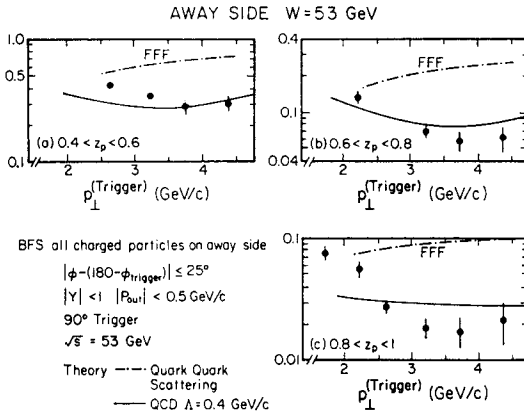 AWAY SIDE W=53 GeV
1.0
0.5
0.1
FFF
(a) 0.4 < z_p < 0.6
2 3 4
p⊥^(Trigger) (GeV/c)
0.4
0.1
0.04
FFF
(b) 0.6 < z_p < 0.8
2 3 4
p⊥^(Trigger) (GeV/c)
BFS all charged particles on away side
|φ-(180-φ_trigger)| ≤ 25°
|Y| < 1 |P_out| < 0.5 GeV/c
90° Trigger
√s = 53 GeV
Theory —·— Quark Quark
Scattering
—— QCD Λ=0.4 GeV/c
0.1
0.01
FFF
(c) 0.8 < z_p < 1
2 3 4
p⊥^(Trigger) (GeV/c)